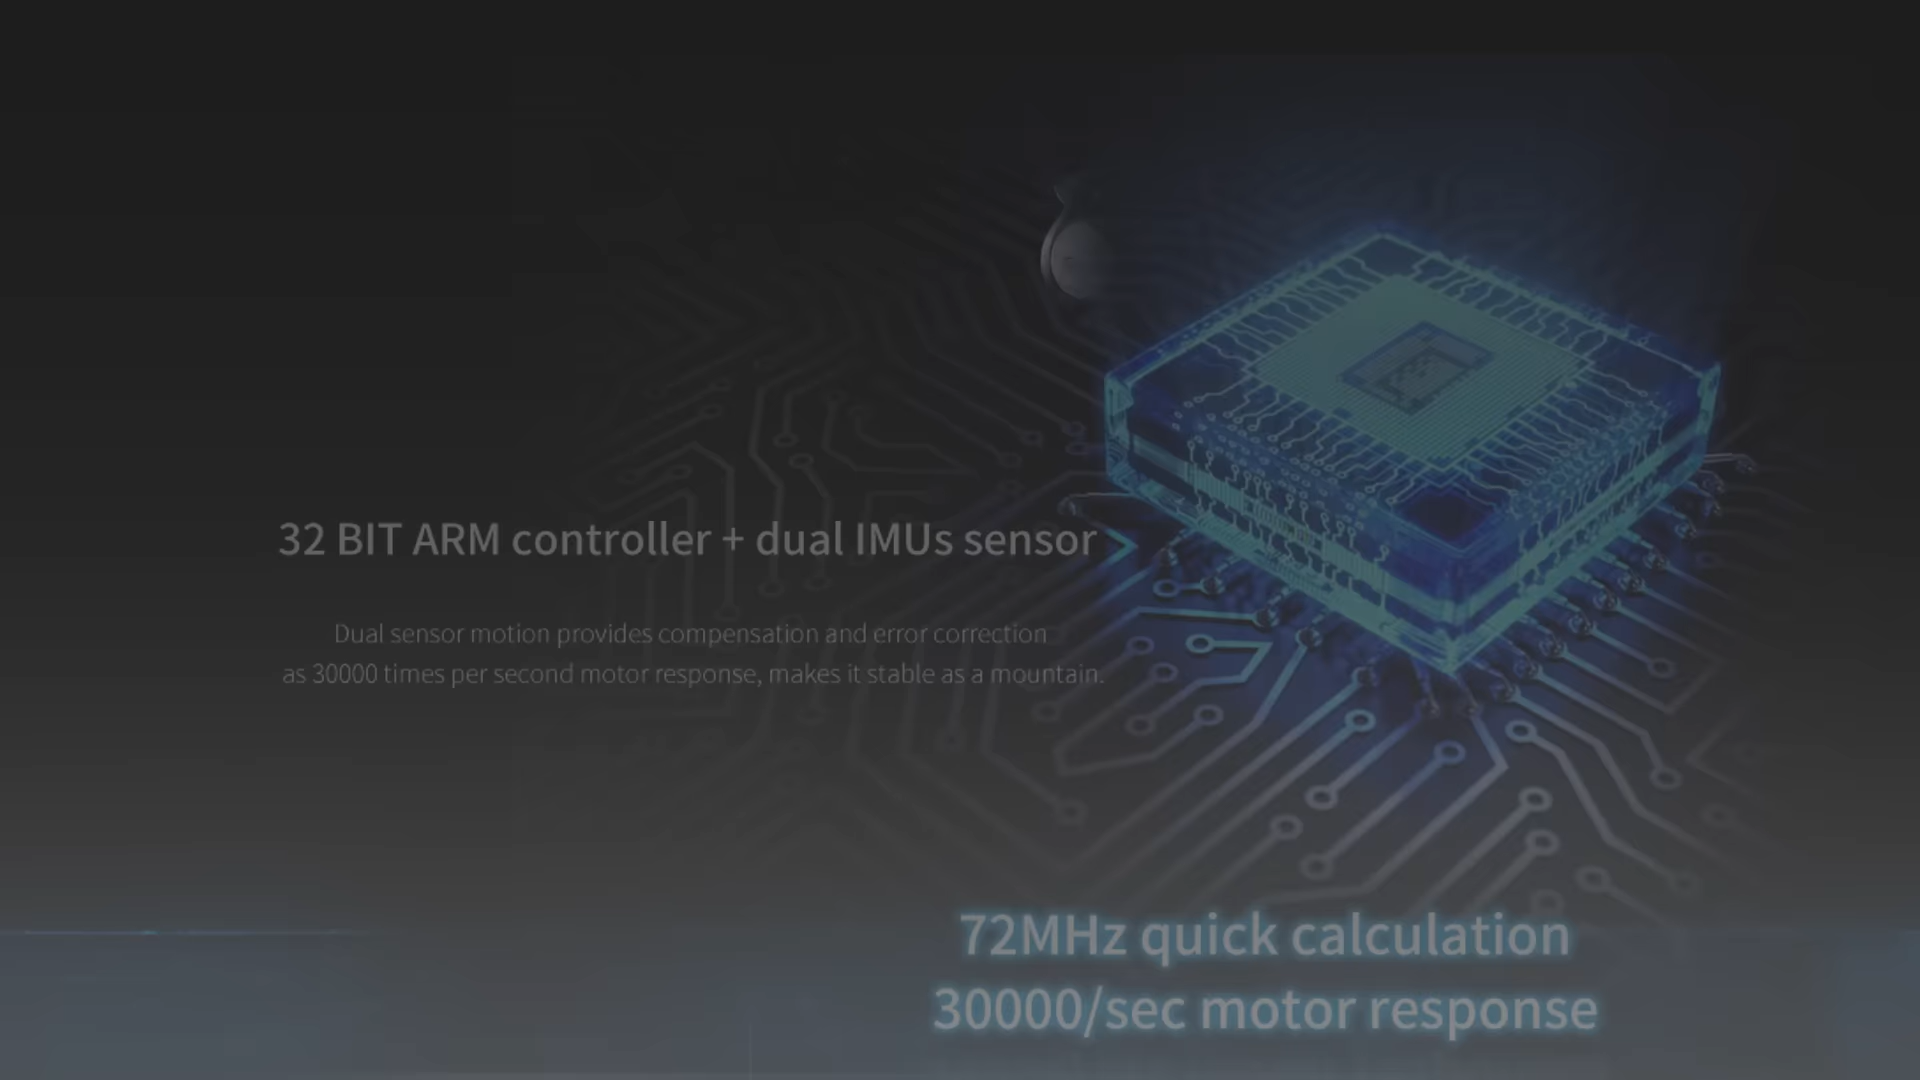 32 BIT ARM controller + dual IMUs sensor
Dual sensor motion provides compensation and error correction
as 30000 times per second motor response, makes it stable as a mountain.
72MHz quick calculation
30000/sec motor response